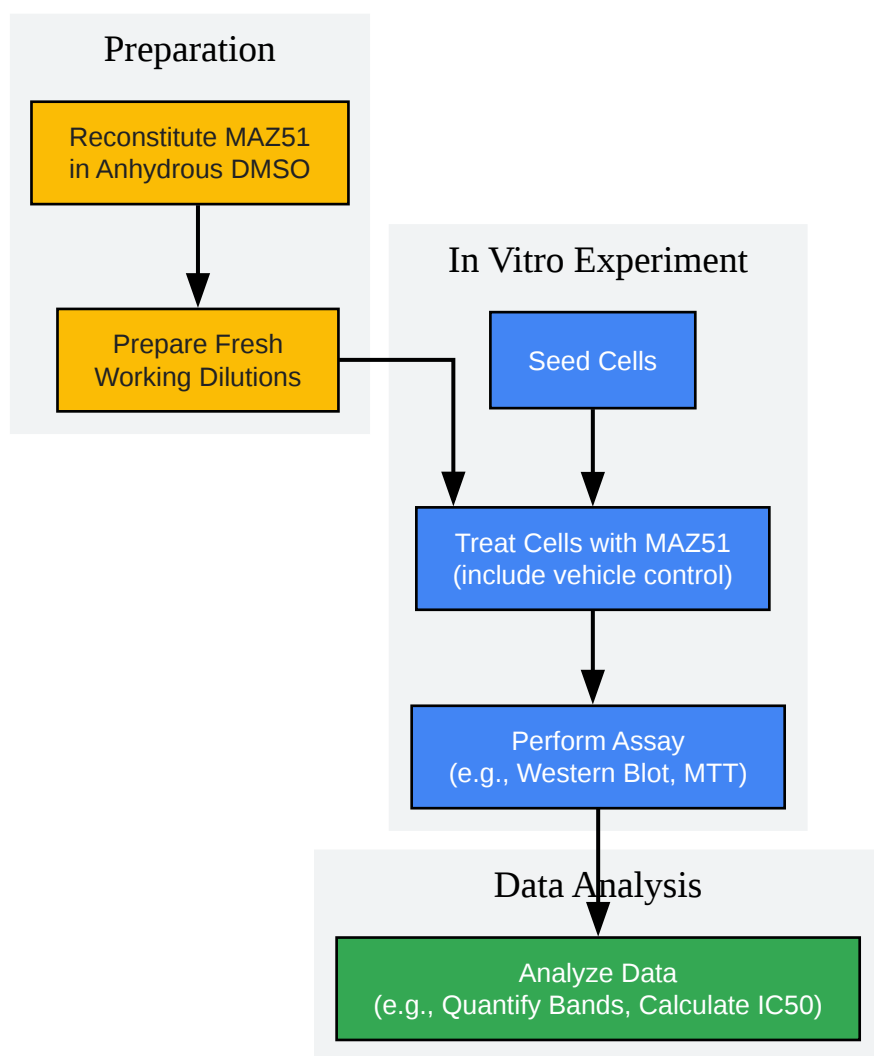 Preparation
Reconstitute MAZ51
in Anhydrous DMSO
Prepare Fresh
Working Dilutions
In Vitro Experiment
Seed Cells
Treat Cells with MAZ51
(include vehicle control)
Perform Assay
(e.g., Western Blot, MTT)
Data Analysis
Analyze Data
(e.g., Quantify Bands, Calculate IC50)